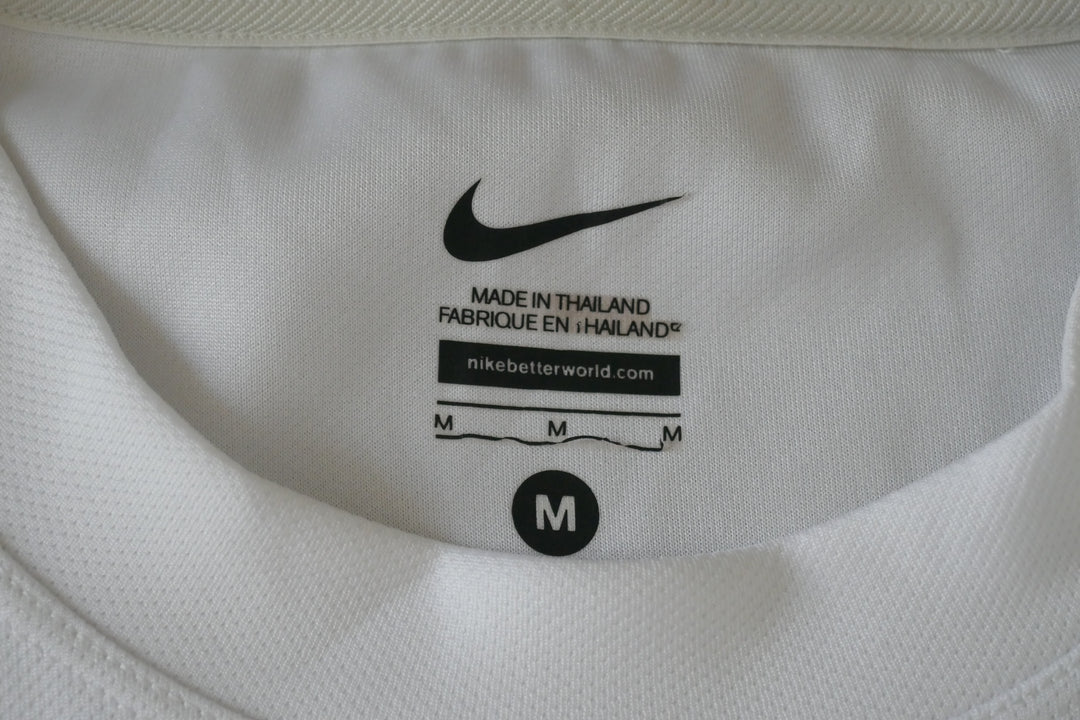 MADE IN THAILAND
FABRIQUE EN THAILAND
nikebetterworld.com
M M M
M